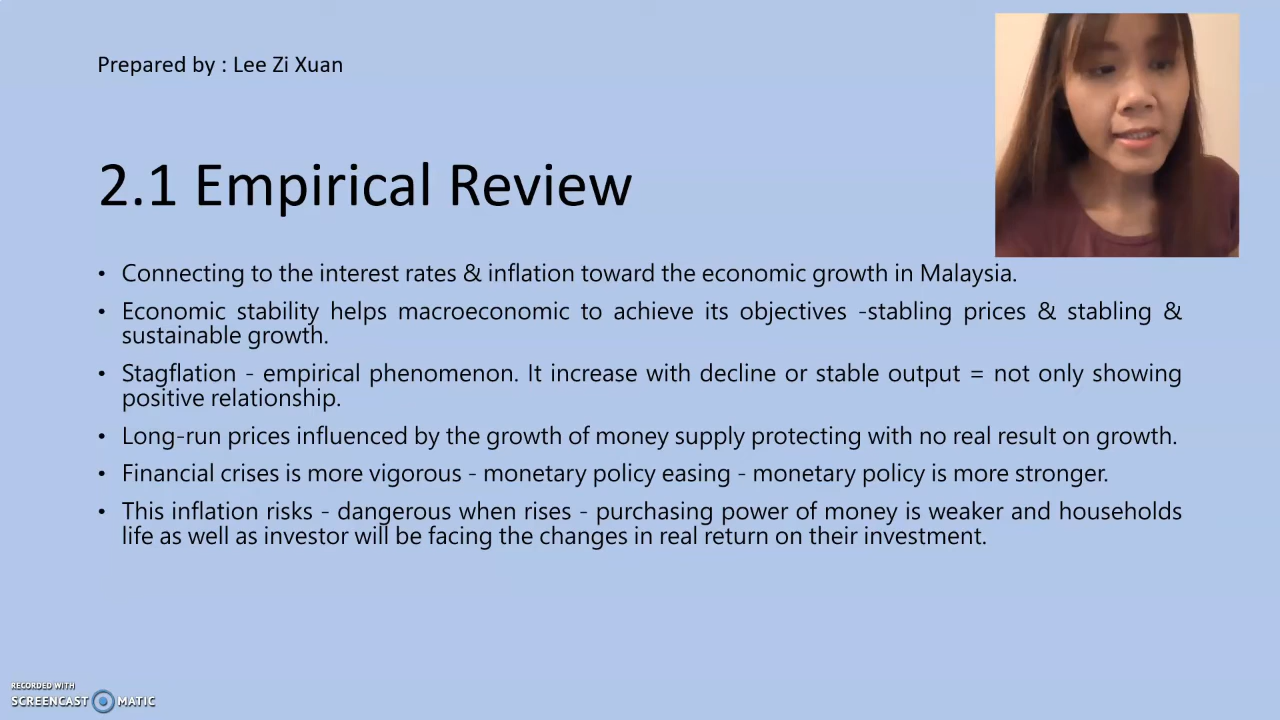 Prepared by : Lee Zi Xuan
2.1 Empirical Review
• Connecting to the interest rates & inflation toward the economic growth in Malaysia.
• Economic stability helps macroeconomic to achieve its objectives -stabling prices & stabling &
sustainable growth.
• Stagflation - empirical phenomenon. It increase with decline or stable output = not only showing
positive relationship.
• Long-run prices influenced by the growth of money supply protecting with no real result on growth.
• Financial crises is more vigorous - monetary policy easing - monetary policy is more stronger.
• This inflation risks - dangerous when rises - purchasing power of money is weaker and households
life as well as investor will be facing the changes in real return on their investment.
RECORDED WITH
SCREENCAST MATIC